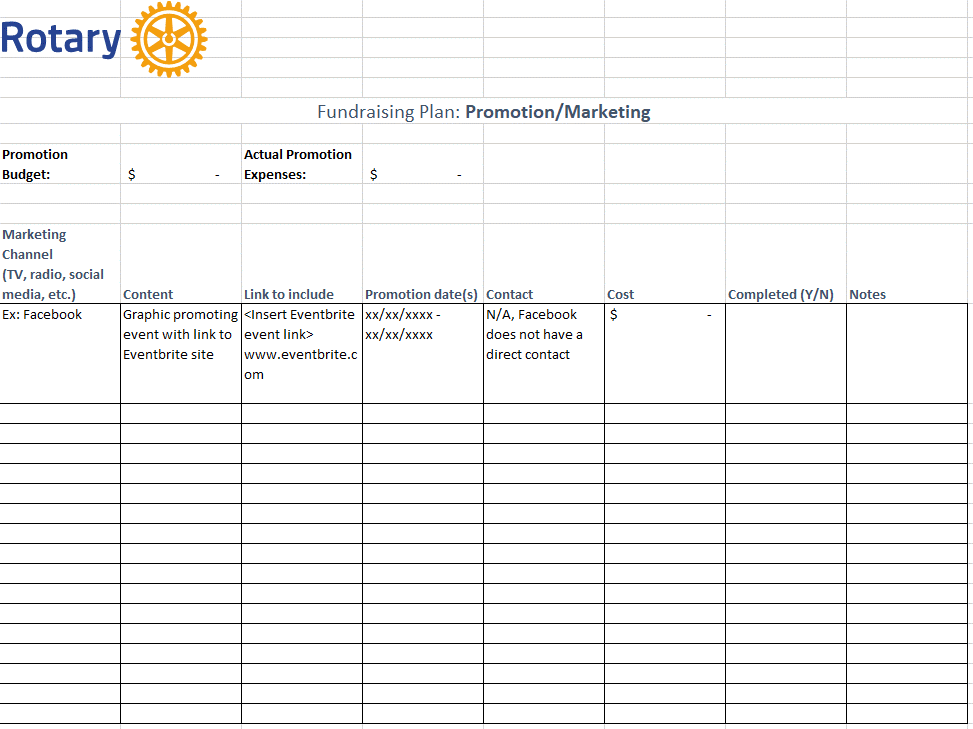 Rotary
Fundraising Plan: Promotion/Marketing
Promotion
Budget:
$ -
Actual Promotion
Expenses:
$ -
Marketing
Channel
(TV, radio, social
media, etc.)
Content
Link to include
Promotion date(s)
Contact
Cost
Completed (Y/N)
Notes
Ex: Facebook
Graphic promoting
event with link to
Eventbrite site
<Insert Eventbrite
event link>
www.eventbrite.c
om
xx/xx/xxxx -
xx/xx/xxxx
N/A, Facebook
does not have a
direct contact
$ -